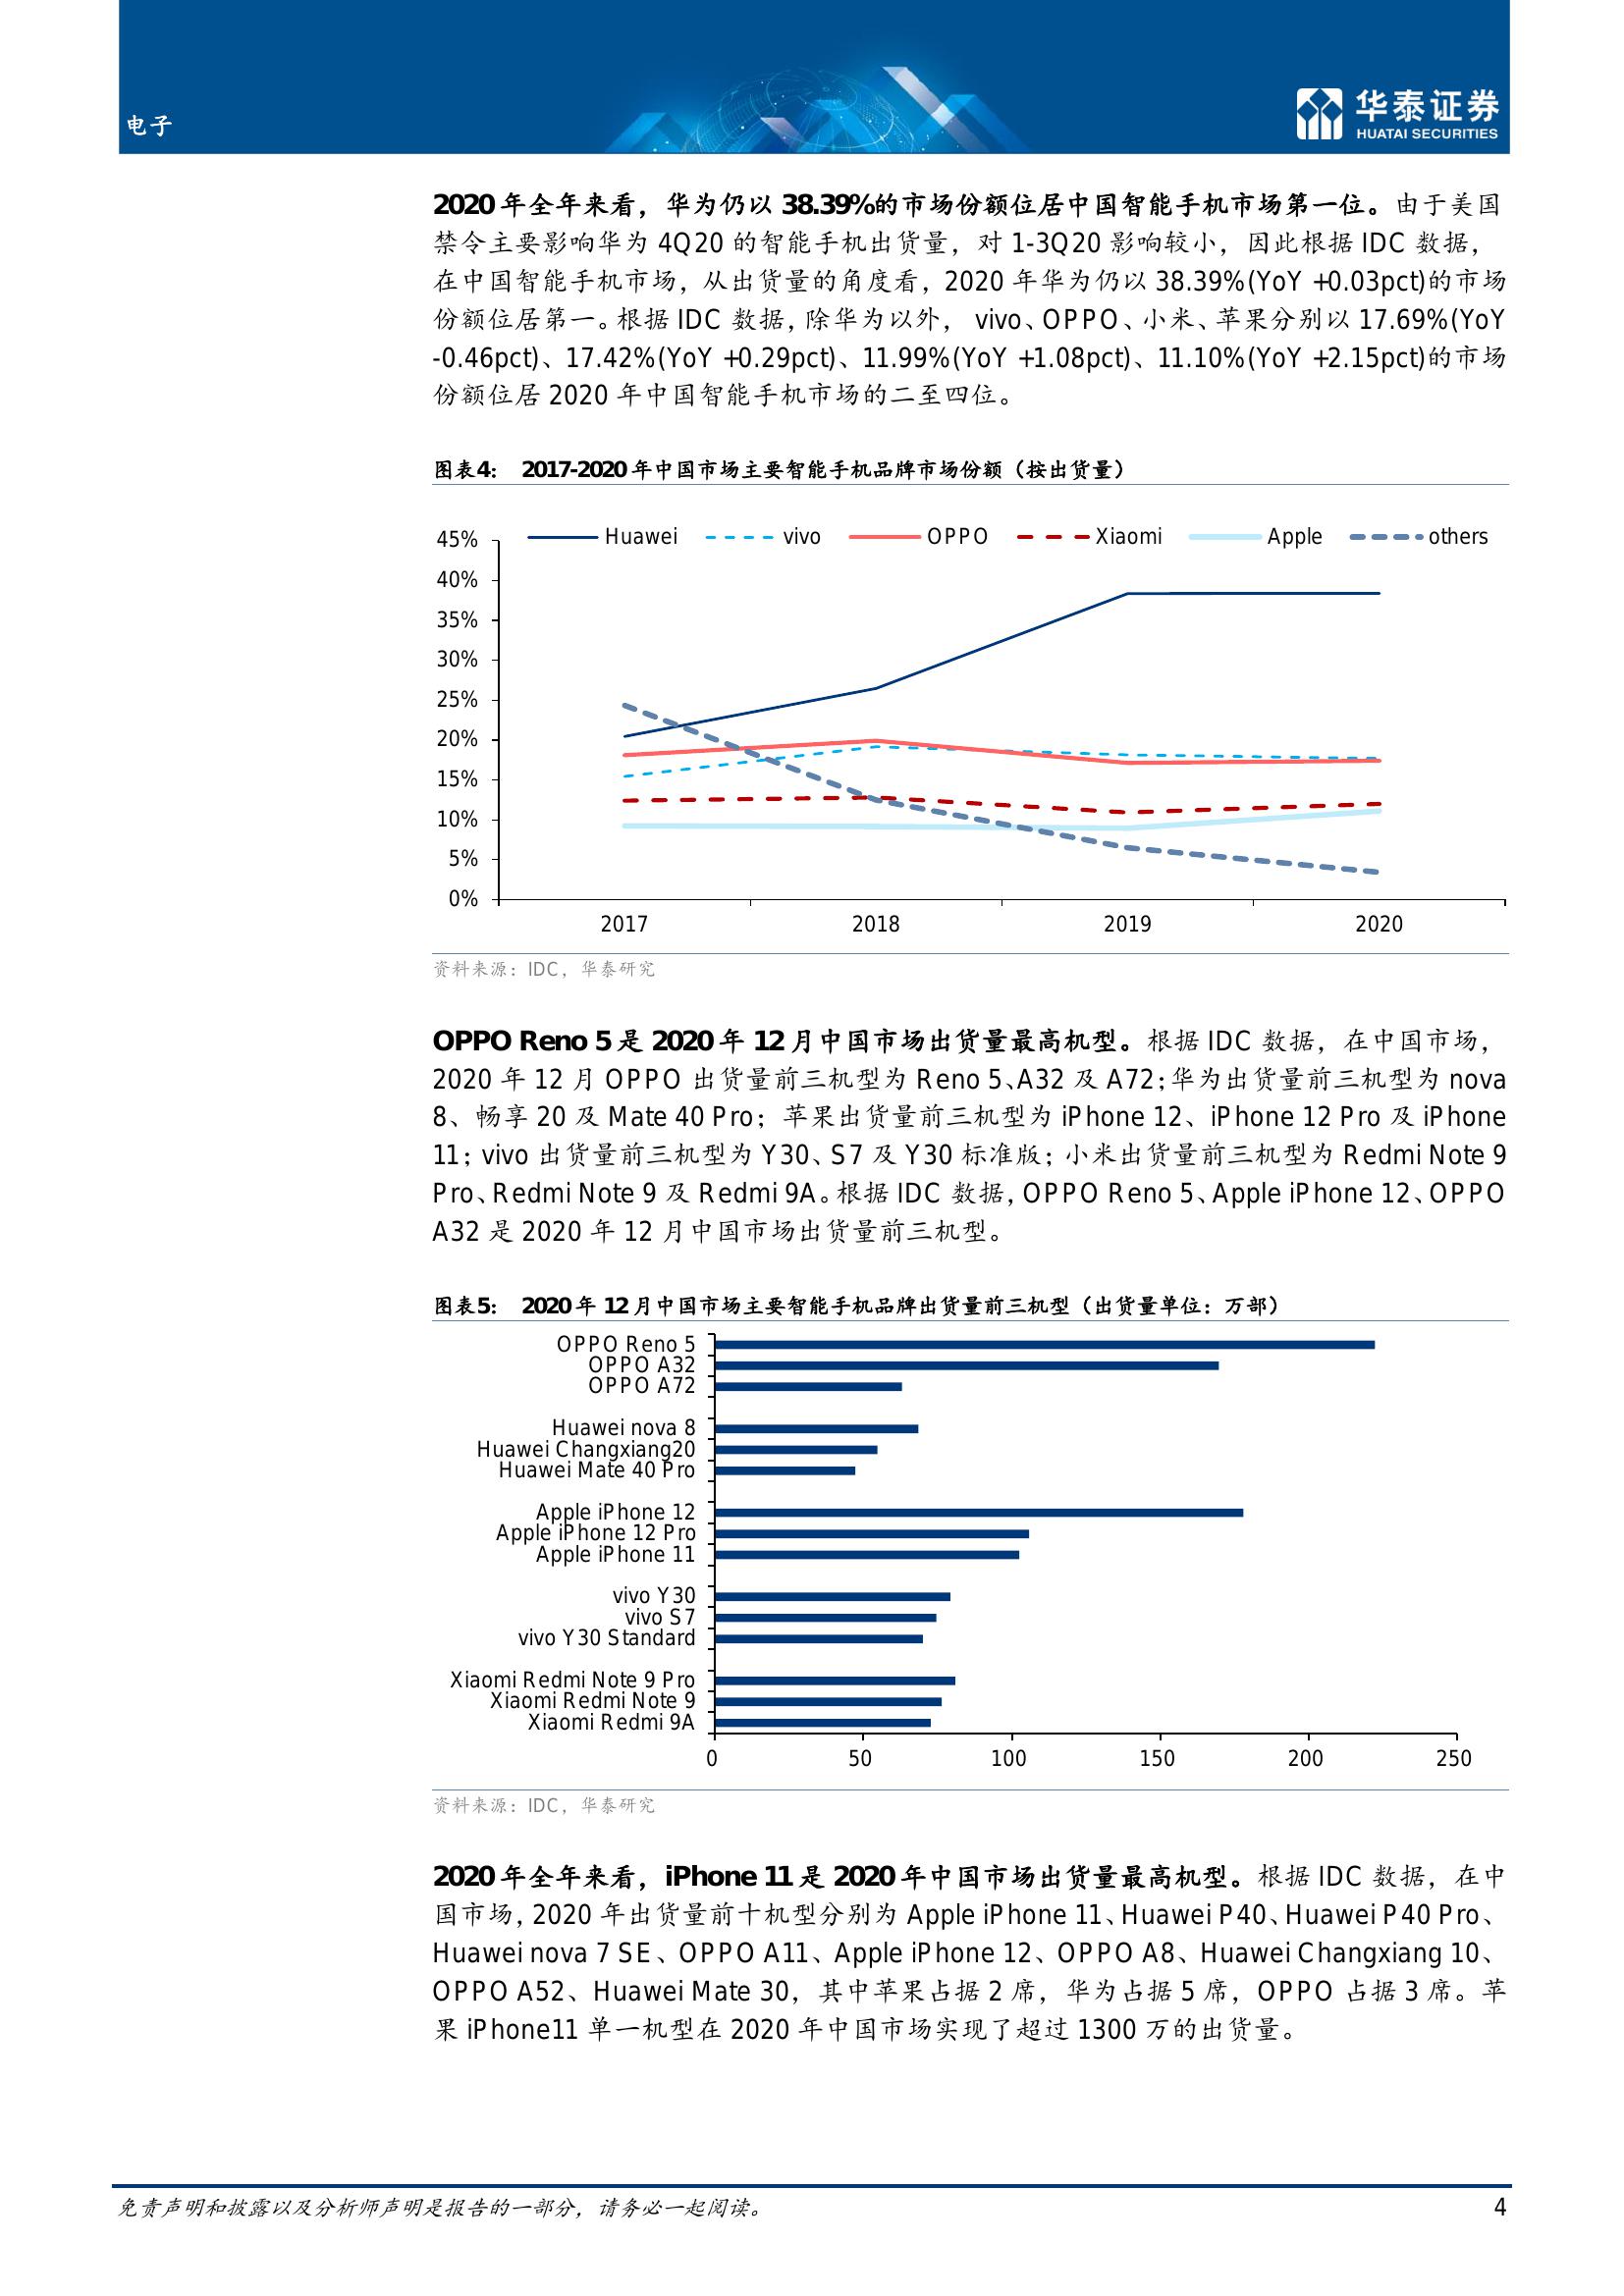 电子
华泰证券
HUATAI SECURITIES
2020 年全年来看，华为仍以 38.39%的市场份额位居中国智能手机市场第一位。由于美国
禁令主要影响华为 4Q20 的智能手机出货量，对 1-3Q20 影响较小，因此根据 IDC 数据，
在中国智能手机市场，从出货量的角度看，2020 年华为仍以 38.39%(YoY +0.03pct)的市场
份额位居第一。根据 IDC 数据，除华为以外， vivo、OPPO、小米、苹果分别以 17.69%(YoY
-0.46pct)、17.42%(YoY +0.29pct)、11.99%(YoY +1.08pct)、11.10%(YoY +2.15pct)的市场
份额位居 2020 年中国智能手机市场的二至四位。
图表4： 2017-2020 年中国市场主要智能手机品牌市场份额（按出货量）
Huawei vivo OPPO Xiaomi Apple others
45%
40%
35%
30%
25%
20%
15%
10%
5%
0%
2017 2018 2019 2020
资料来源：IDC，华泰研究
OPPO Reno 5 是 2020 年 12 月中国市场出货量最高机型。根据 IDC 数据，在中国市场，
2020 年 12 月 OPPO 出货量前三机型为 Reno 5、A32 及 A72；华为出货量前三机型为 nova
8、畅享 20 及 Mate 40 Pro；苹果出货量前三机型为 iPhone 12、iPhone 12 Pro 及 iPhone
11；vivo 出货量前三机型为 Y30、S7 及 Y30 标准版；小米出货量前三机型为 Redmi Note 9
Pro、Redmi Note 9 及 Redmi 9A。根据 IDC 数据，OPPO Reno 5、Apple iPhone 12、OPPO
A32 是 2020 年 12 月中国市场出货量前三机型。
图表5： 2020 年 12 月中国市场主要智能手机品牌出货量前三机型（出货量单位：万部）
OPPO Reno 5
OPPO A32
OPPO A72
Huawei nova 8
Huawei Changxiang20
Huawei Mate 40 Pro
Apple iPhone 12
Apple iPhone 12 Pro
Apple iPhone 11
vivo Y30
vivo S7
vivo Y30 Standard
Xiaomi Redmi Note 9 Pro
Xiaomi Redmi Note 9
Xiaomi Redmi 9A
0 50 100 150 200 250
资料来源：IDC，华泰研究
2020 年全年来看，iPhone 11 是 2020 年中国市场出货量最高机型。根据 IDC 数据，在中
国市场，2020 年出货量前十机型分别为 Apple iPhone 11、Huawei P40、Huawei P40 Pro、
Huawei nova 7 SE、OPPO A11、Apple iPhone 12、OPPO A8、Huawei Changxiang 10、
OPPO A52、Huawei Mate 30，其中苹果占据 2 席，华为占据 5 席，OPPO 占据 3 席。苹
果 iPhone11 单一机型在 2020 年中国市场实现了超过 1300 万的出货量。
免责声明和披露以及分析师声明是报告的一部分，请务必一起阅读。
4